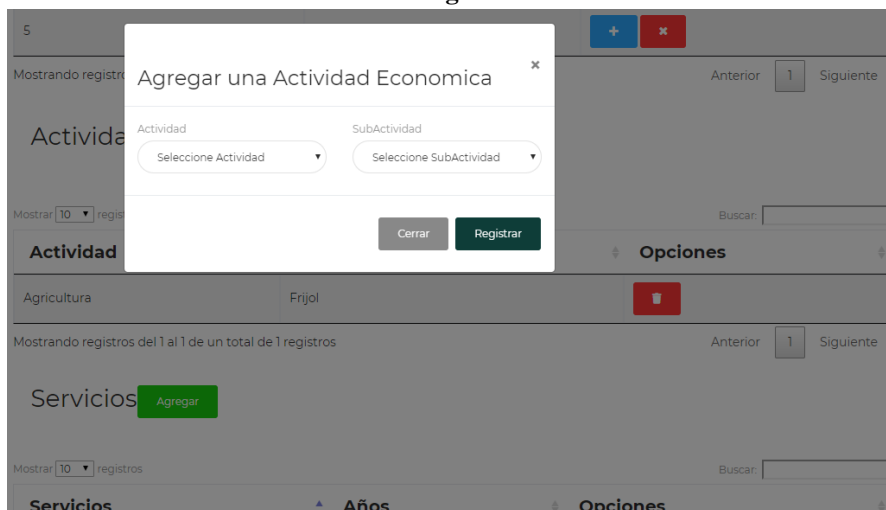 5
Mostrando registro
Anterior 1 Siguiente
Agregar una Actividad Economica ×
Activida
Actividad SubActividad
Seleccione Actividad Seleccione SubActividad
Mostrar 10 regist
Buscar:
Cerrar Registrar
Actividad Opciones
Agricultura Frijol
Mostrando registros del 1 al 1 de un total de 1 registros Anterior 1 Siguiente
Servicios Agregar
Mostrar 10 registros Buscar:
Servicios Años Opciones